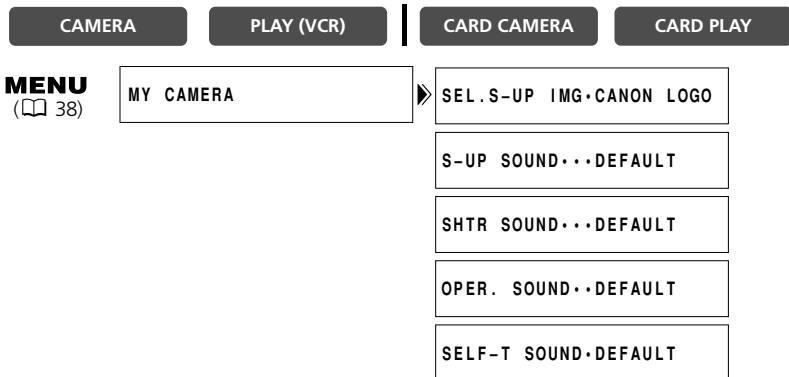 CAMERA PLAY (VCR) CARD CAMERA CARD PLAY
MENU
(38)
MY CAMERA
SEL.S-UP IMG•CANON LOGO
S-UP SOUND•••DEFAULT
SHTR SOUND•••DEFAULT
OPER. SOUND••DEFAULT
SELF-T SOUND•DEFAULT